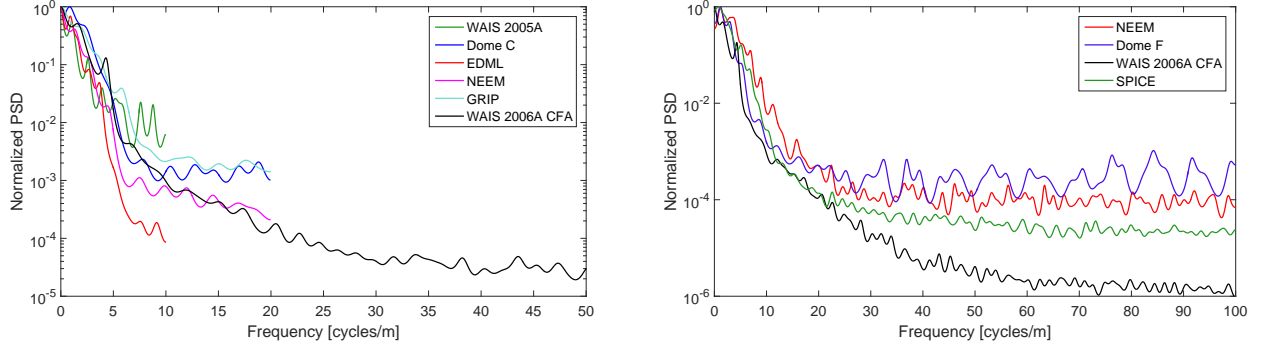 Normalized PSD
10^0
10^-1
10^-2
10^-3
10^-4
10^-5
0 5 10 15 20 25 30 35 40 45 50
Frequency [cycles/m]
WAIS 2005A
Dome C
EDML
NEEM
GRIP
WAIS 2006A CFA
Normalized PSD
10^0
10^-2
10^-4
10^-6
0 10 20 30 40 50 60 70 80 90 100
Frequency [cycles/m]
NEEM
Dome F
WAIS 2006A CFA
SPICE